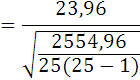 = 23,96
√ 2554,96
25(25 − 1)